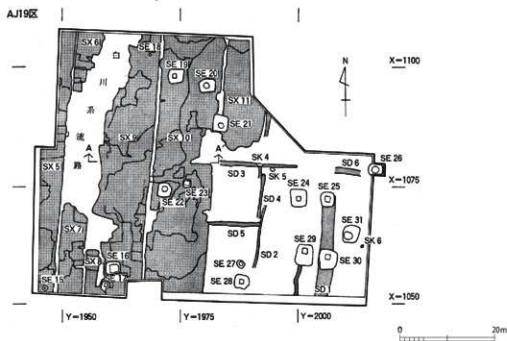 AJ19区
SX 6
白川系流路
SE 18
SE 19
SE 20
SX 11
SE 21
SX 9
SX 10
N
X=1100
A
A
SK 4
SD 6
SE 26
SX 5
SD 3
SK 5
X=1075
SE 22
SE 23
SD 4
SE 24
SE 25
SX 7
SD 5
SE 31
SK 6
SD 2
SE 29
SE 30
SE 16
SE 27
SE 15
SE 17
SE 28
X=1050
Y=1950
Y=1975
Y=2000
0
20m